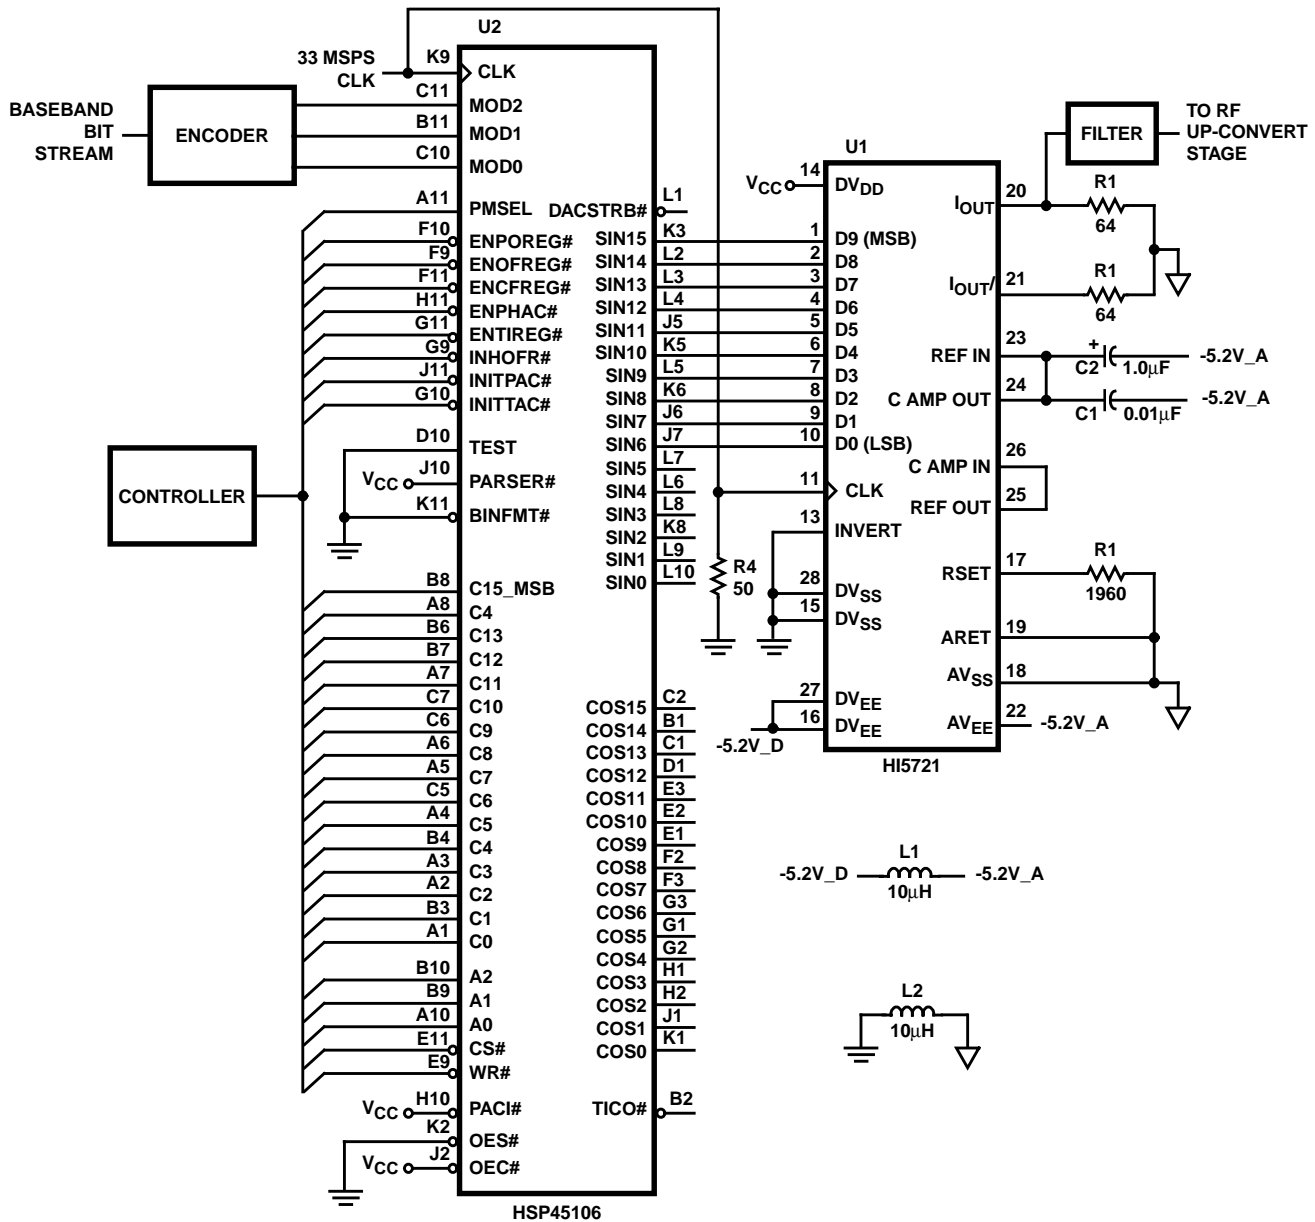 U2
33 MSPS
CLK
K9
CLK
BASEBAND
BIT
STREAM
ENCODER
C11
MOD2
B11
MOD1
C10
MOD0
A11
PMSEL
F10
ENPOREG#
F9
ENOFREG#
F11
ENCFREG#
H11
ENPHAC#
G11
ENTIREG#
G9
INHOFR#
J11
INITPAC#
G10
INITTAC#
D10
TEST
VCC
J10
PARSER#
K11
BINFMT#
CONTROLLER
B8
C15_MSB
A8
C4
B6
C13
B7
C12
A7
C11
C7
C10
C6
C9
A6
C8
A5
C7
C5
C6
A4
C5
B4
C4
A3
C3
A2
C2
B3
C1
A1
C0
B10
A2
B9
A1
A10
A0
E11
CS#
E9
WR#
VCC
H10
PACI#
K2
OES#
VCC
J2
OEC#
HSP45106
DACSTRB#
L1
SIN15
K3
SIN14
L2
SIN13
L3
SIN12
L4
SIN11
J5
SIN10
K5
SIN9
L5
SIN8
K6
SIN7
J6
SIN6
J7
SIN5
L7
SIN4
L6
SIN3
L8
SIN2
K8
SIN1
L9
SIN0
L10
COS15
C2
COS14
B1
COS13
C1
COS12
D1
COS11
E3
COS10
E2
COS9
E1
COS8
F2
COS7
F3
COS6
G3
COS5
G1
COS4
G2
COS3
H1
COS2
H2
COS1
J1
COS0
K1
TICO#
B2
R4
50
U1
VCC
14
DVDD
1
D9 (MSB)
2
D8
3
D7
4
D6
5
D5
6
D4
7
D3
8
D2
9
D1
10
D0 (LSB)
11
CLK
13
INVERT
28
DVSS
15
DVSS
27
DVEE
16
DVEE
-5.2V_D
HI5721
FILTER
TO RF
UP-CONVERT
STAGE
IOUT
20
R1
64
IOUT/
21
R1
64
REF IN
23
+
C2
1.0μF
-5.2V_A
C AMP OUT
24
C1
0.01μF
-5.2V_A
C AMP IN
26
REF OUT
25
RSET
17
R1
1960
ARET
19
AVSS
18
AVEE
22
-5.2V_A
L1
-5.2V_D
-5.2V_A
10μH
L2
10μH